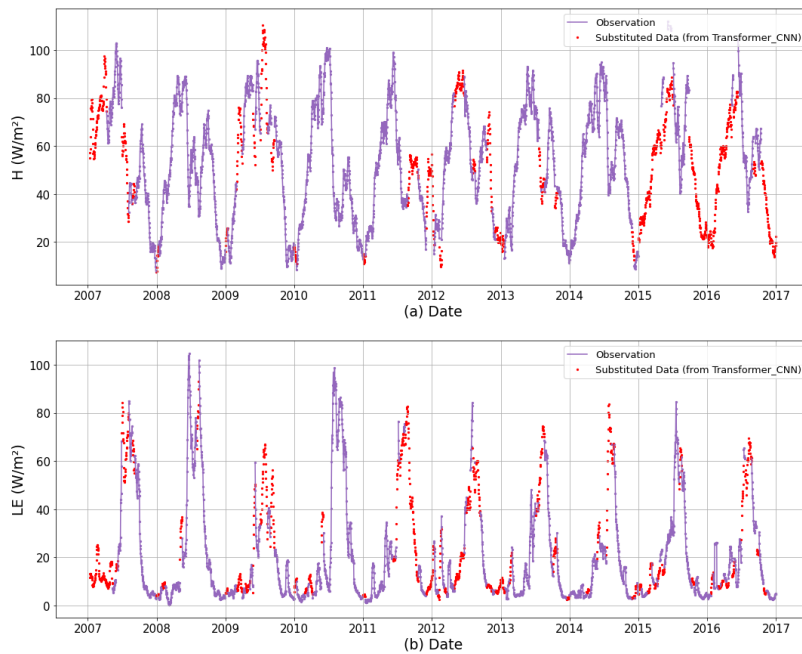 Observation
Substituted Data (from Transformer_CNN)
H (W/m²)
100
80
60
40
20
2007 2008 2009 2010 2011 2012 2013 2014 2015 2016 2017
(a) Date
Observation
Substituted Data (from Transformer_CNN)
LE (W/m²)
100
80
60
40
20
0
2007 2008 2009 2010 2011 2012 2013 2014 2015 2016 2017
(b) Date